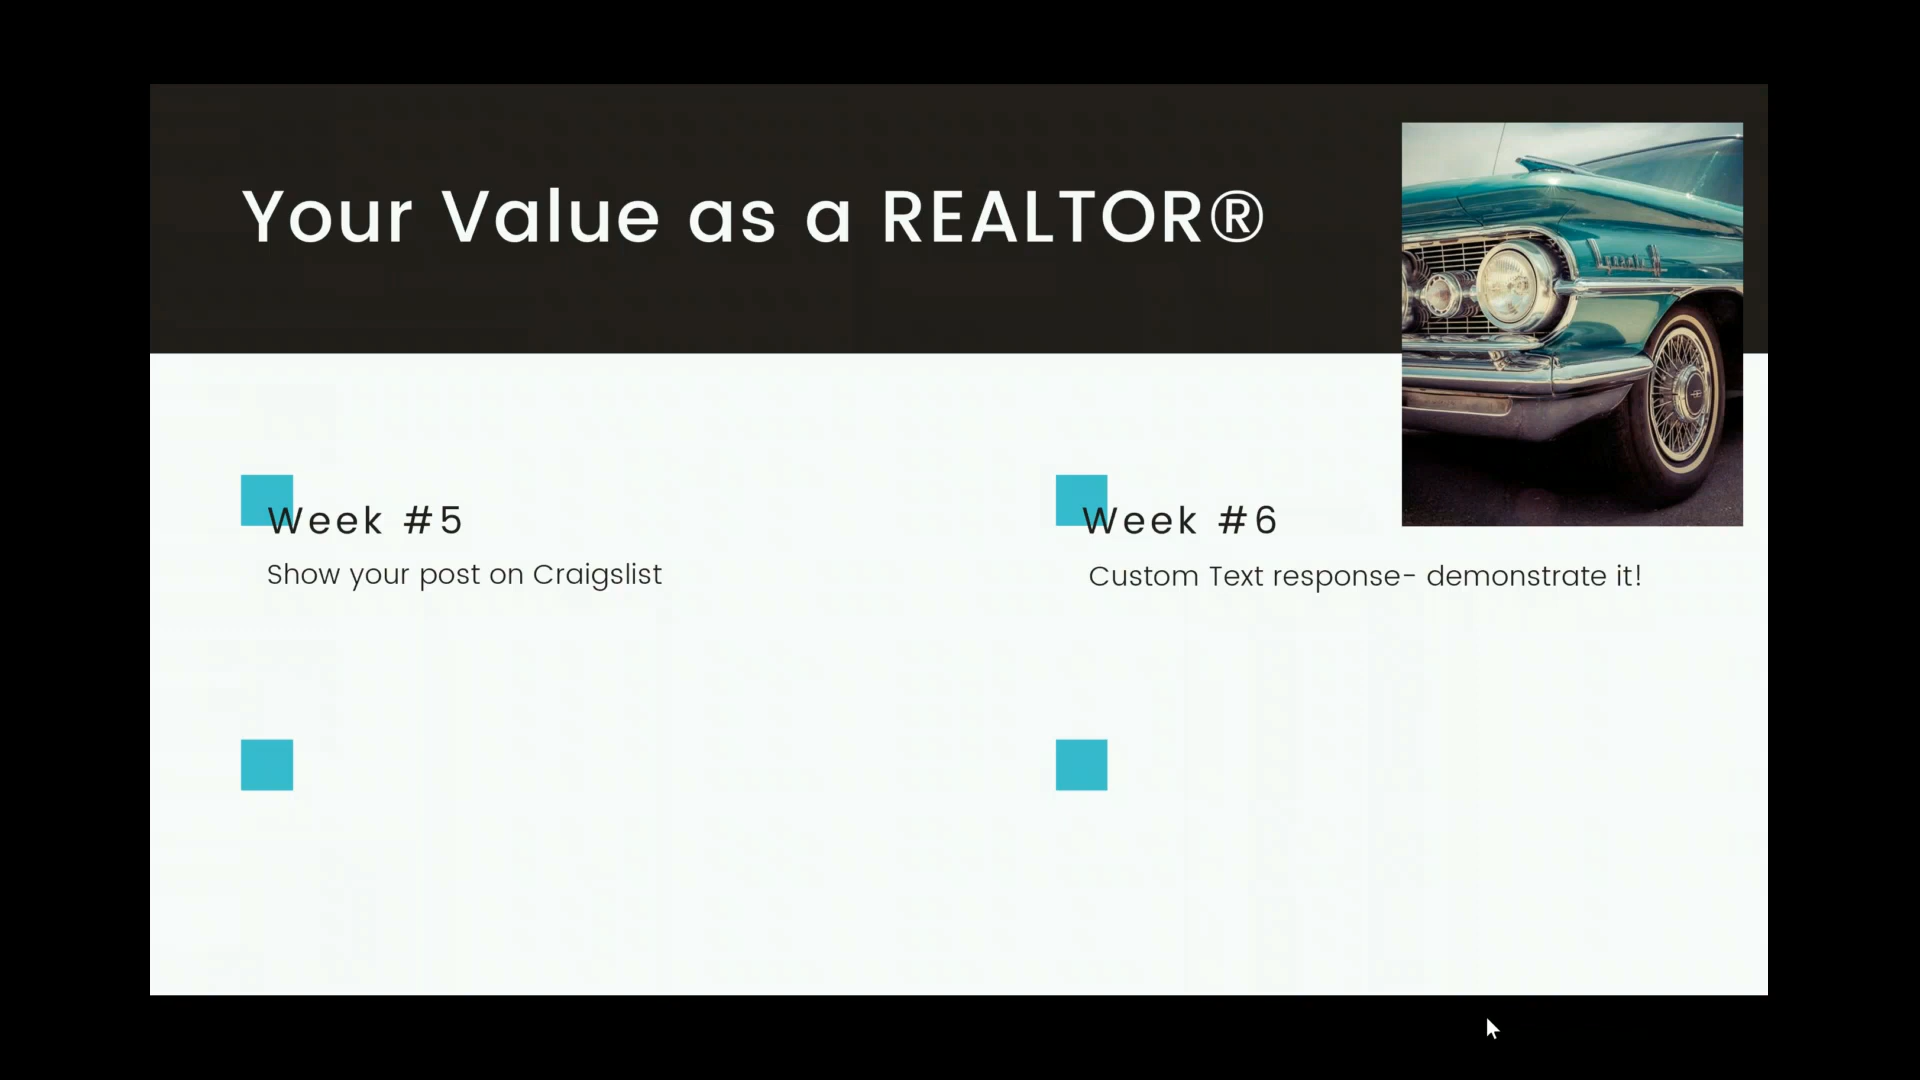 Your Value as a REALTOR®
Week #5
Show your post on Craigslist
Week #6
Custom Text response- demonstrate it!